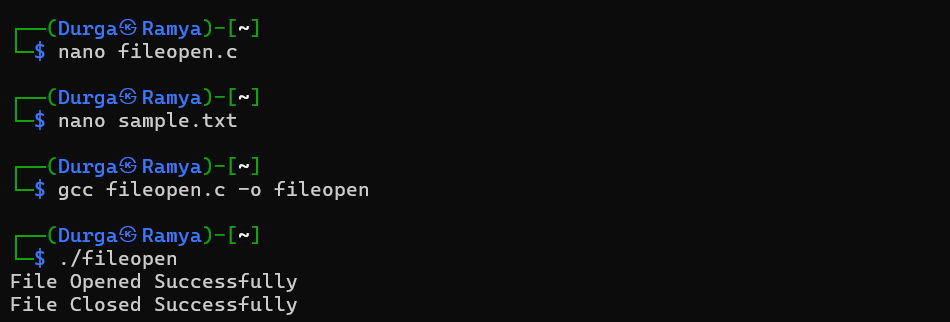 ┌──(Durga㉿Ramya)-[~]
└─$ nano fileopen.c
┌──(Durga㉿Ramya)-[~]
└─$ nano sample.txt
┌──(Durga㉿Ramya)-[~]
└─$ gcc fileopen.c -o fileopen
┌──(Durga㉿Ramya)-[~]
└─$ ./fileopen
File Opened Successfully
File Closed Successfully